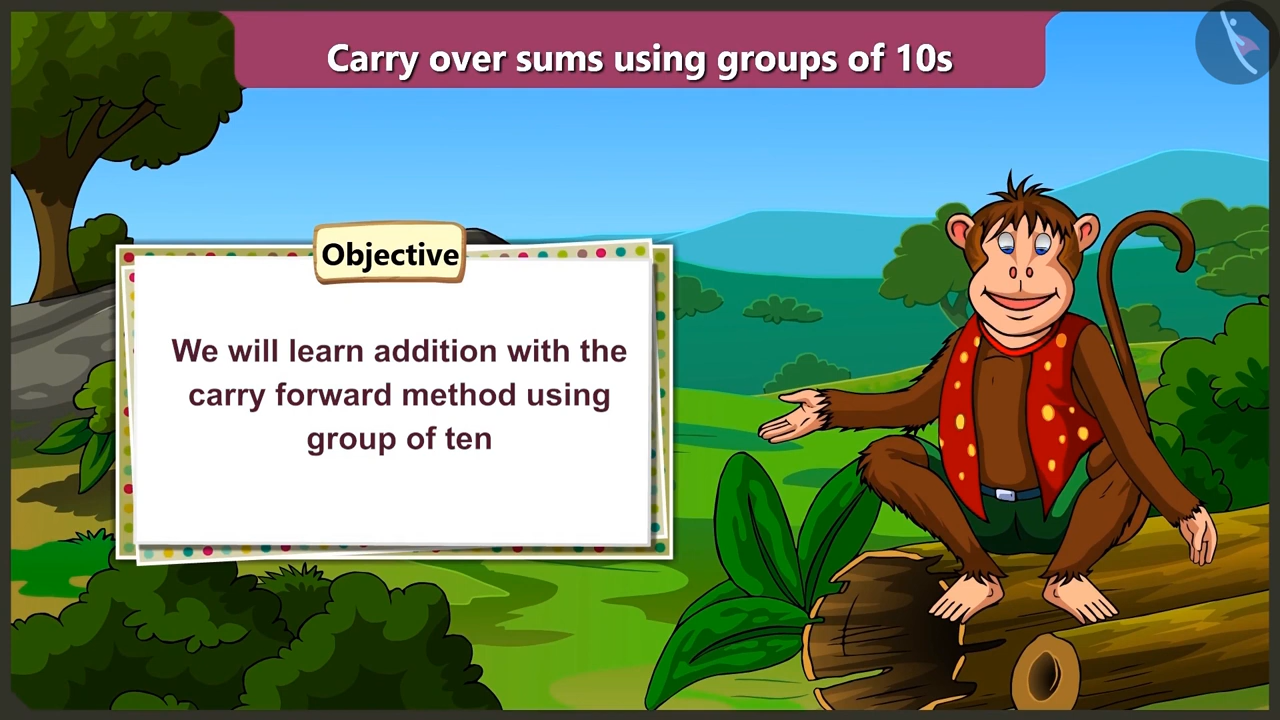 Carry over sums using groups of 10s
Objective
We will learn addition with the
carry forward method using
group of ten